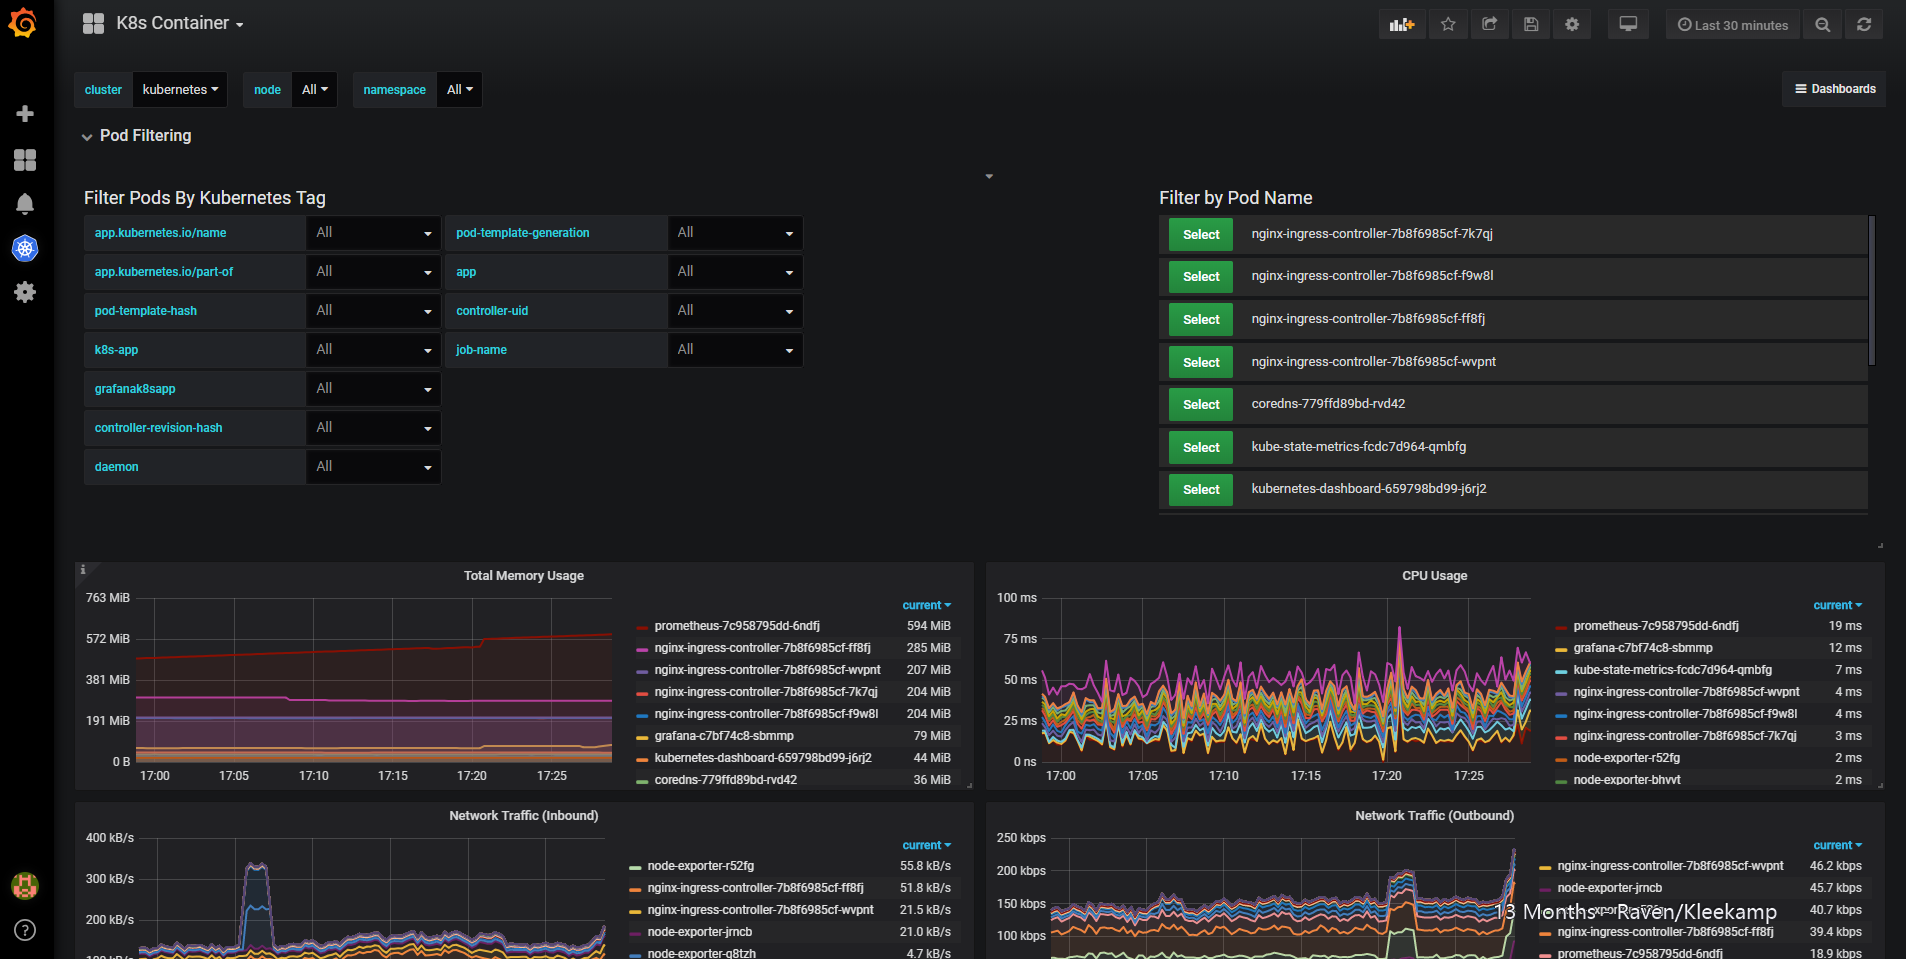 K8s Container
Last 30 minutes
cluster kubernetes node All namespace All
Dashboards
Pod Filtering
Filter Pods By Kubernetes Tag
app.kubernetes.io/name All pod-template-generation All
app.kubernetes.io/part-of All app All
pod-template-hash All controller-uid All
k8s-app All job-name All
grafanak8sapp All
controller-revision-hash All
daemon All
Filter by Pod Name
Select nginx-ingress-controller-7b8f6985cf-7k7qj
Select nginx-ingress-controller-7b8f6985cf-f9w8l
Select nginx-ingress-controller-7b8f6985cf-ff8fj
Select nginx-ingress-controller-7b8f6985cf-wvpnt
Select coredns-779ffd89bd-rvd42
Select kube-state-metrics-fcdc7d964-qmbfg
Select kubernetes-dashboard-659798bd99-j6rj2
Total Memory Usage
763 MiB
572 MiB
381 MiB
191 MiB
0 B
17:00 17:05 17:10 17:15 17:20 17:25
current
prometheus-7c958795dd-6ndfj 594 MiB
nginx-ingress-controller-7b8f6985cf-ff8fj 285 MiB
nginx-ingress-controller-7b8f6985cf-wvpnt 207 MiB
nginx-ingress-controller-7b8f6985cf-7k7qj 204 MiB
nginx-ingress-controller-7b8f6985cf-f9w8l 204 MiB
grafana-c7bf74c8-sbmmp 79 MiB
kubernetes-dashboard-659798bd99-j6rj2 44 MiB
coredns-779ffd89bd-rvd42 36 MiB
CPU Usage
100 ms
75 ms
50 ms
25 ms
0 ns
17:00 17:05 17:10 17:15 17:20 17:25
current
prometheus-7c958795dd-6ndfj 19 ms
grafana-c7bf74c8-sbmmp 12 ms
kube-state-metrics-fcdc7d964-qmbfg 7 ms
nginx-ingress-controller-7b8f6985cf-wvpnt 4 ms
nginx-ingress-controller-7b8f6985cf-f9w8l 4 ms
nginx-ingress-controller-7b8f6985cf-7k7qj 3 ms
node-exporter-r52fg 2 ms
node-exporter-bhvvt 2 ms
Network Traffic (Inbound)
400 kB/s
300 kB/s
200 kB/s
100 kB/s
current
node-exporter-r52fg 55.8 kB/s
nginx-ingress-controller-7b8f6985cf-ff8fj 51.8 kB/s
nginx-ingress-controller-7b8f6985cf-wvpnt 21.5 kB/s
node-exporter-jrncb 21.0 kB/s
node-exporter-q8tzh 4.7 kB/s
Network Traffic (Outbound)
250 kbps
200 kbps
150 kbps
100 kbps
current
nginx-ingress-controller-7b8f6985cf-wvpnt 46.2 kbps
node-exporter-jrncb 45.7 kbps
40.7 kbps
13 Months - Raven/Kleekamp
nginx-ingress-controller-7b8f6985cf-ff8fj 39.4 kbps
prometheus-7c958795dd-6ndfj 18.9 kbps